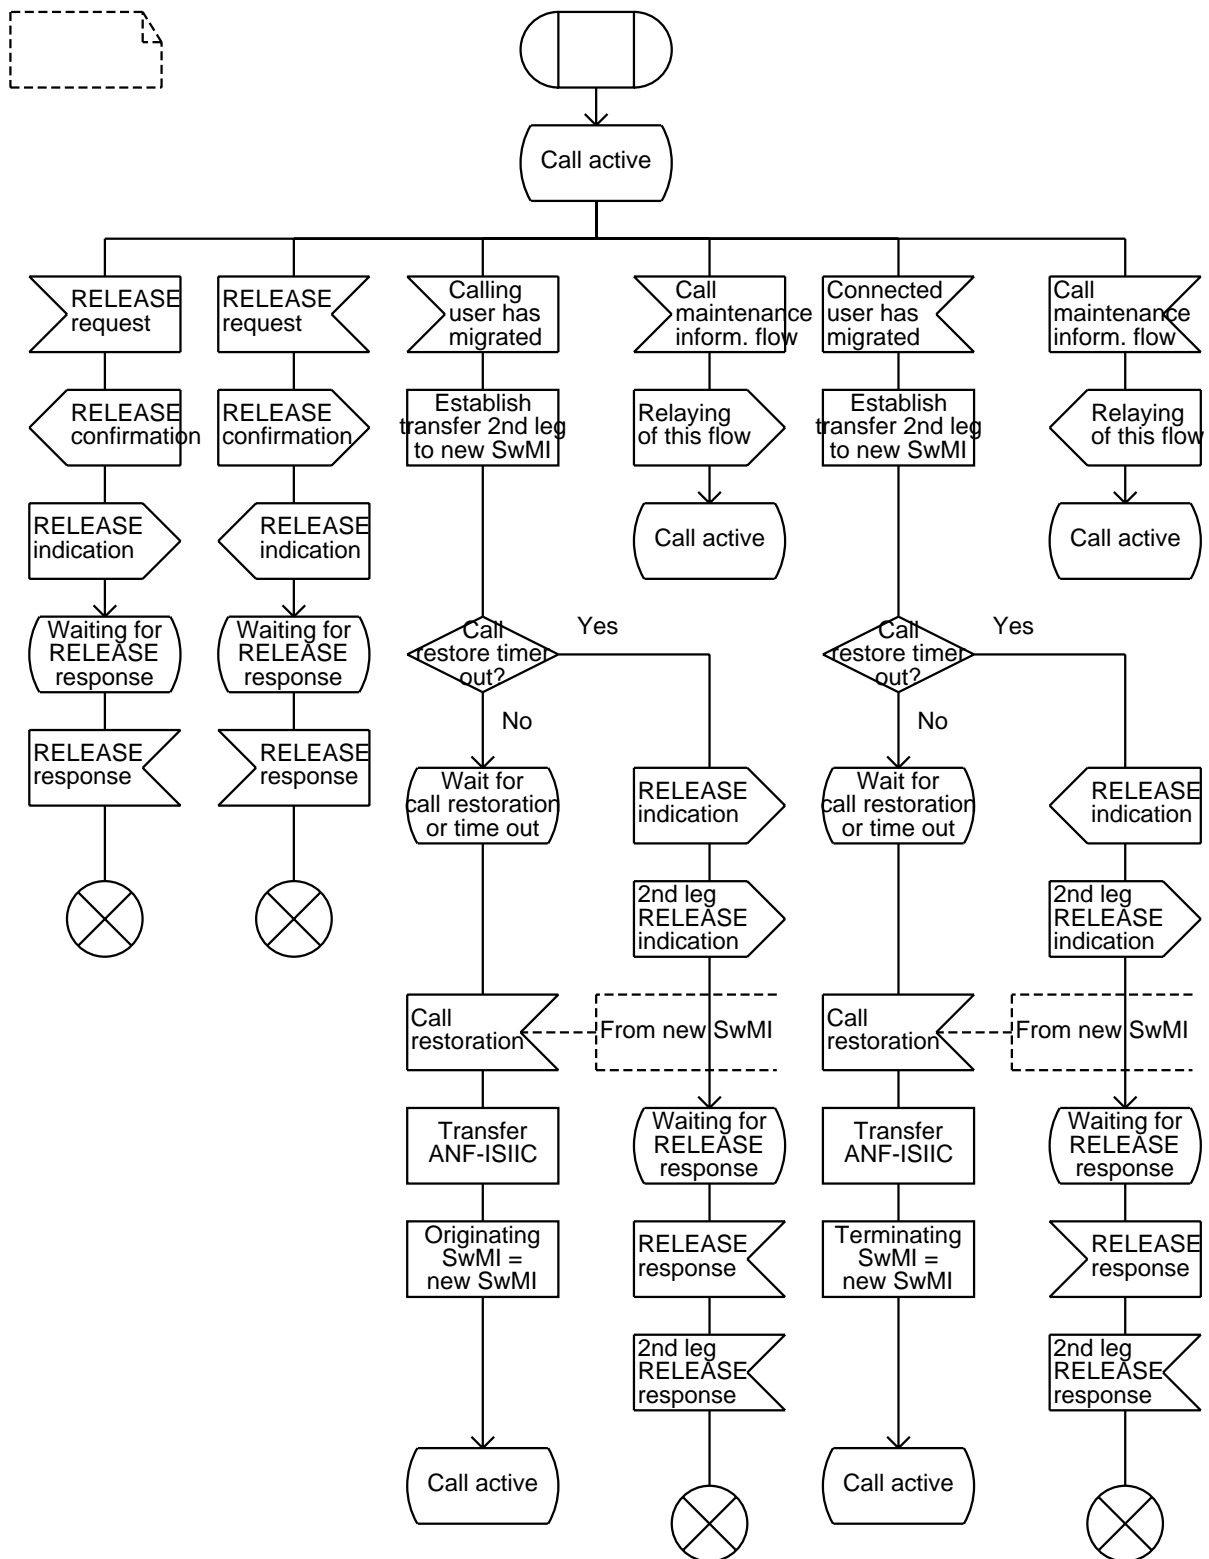 Call active
RELEASE
request
RELEASE
request
Calling
user has
migrated
Call
maintenance
inform. flow
Connected
user has
migrated
Call
maintenance
inform. flow
RELEASE
confirmation
RELEASE
confirmation
Establish
transfer 2nd leg
to new SwMI
Relaying
of this flow
Establish
transfer 2nd leg
to new SwMI
Relaying
of this flow
RELEASE
indication
RELEASE
indication
Call active
Call active
Waiting for
RELEASE
response
Waiting for
RELEASE
response
Call
restore timer
out?
Yes
Call
restore timer
out?
Yes
No
No
RELEASE
response
RELEASE
response
Wait for
call restoration
or time out
RELEASE
indication
Wait for
call restoration
or time out
RELEASE
indication
2nd leg
RELEASE
indication
2nd leg
RELEASE
indication
Call
restoration
From new SwMI
Call
restoration
From new SwMI
Transfer
ANF-ISIIC
Waiting for
RELEASE
response
Transfer
ANF-ISIIC
Waiting for
RELEASE
response
Originating
SwMI =
new SwMI
RELEASE
response
Terminating
SwMI =
new SwMI
RELEASE
response
2nd leg
RELEASE
response
2nd leg
RELEASE
response
Call active
Call active